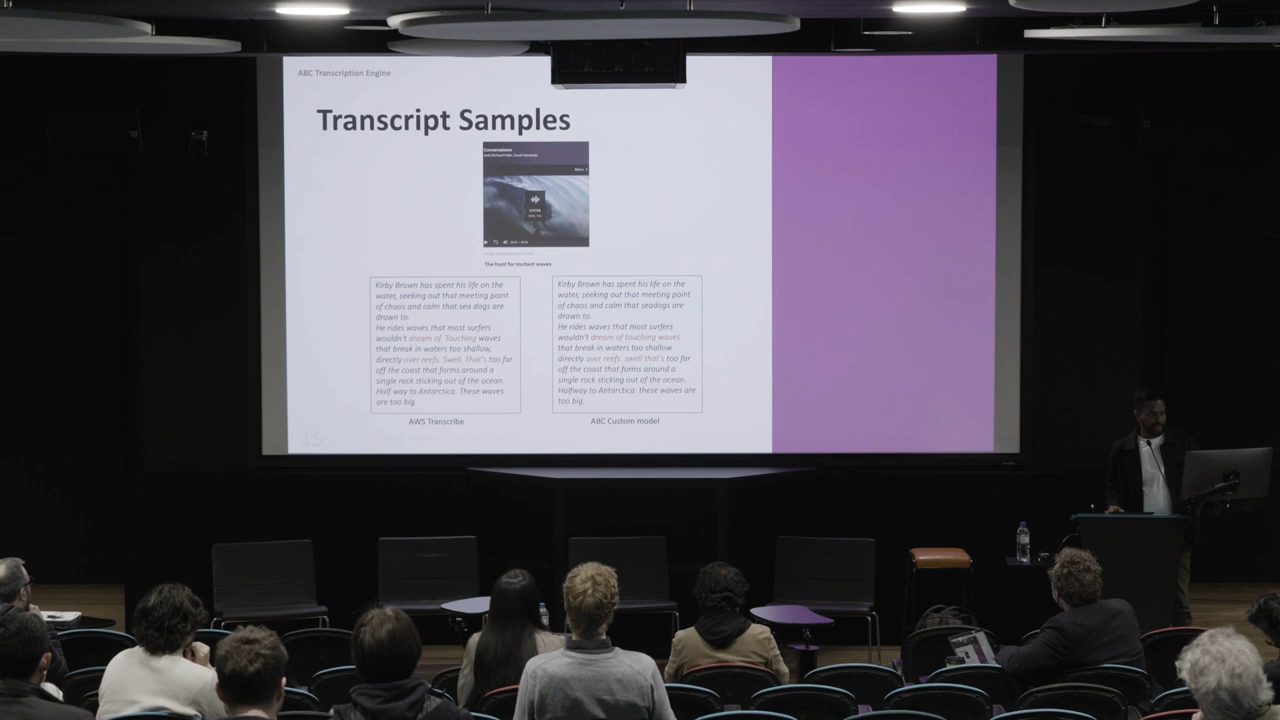 ABC Transcription Engine
Transcript Samples
Conversations
The hunt for mutant waves
Kirby Brown has spent his life on the
water, seeking out that meeting point
of chaos and calm that sea dogs are
drawn to.
He rides waves that most surfers
wouldn't dream of. Touching waves
that break in waters too shallow,
directly over reefs. Swell. That's too far
off the coast that forms around a
single rock sticking out of the ocean.
Half way to Antarctica. These waves
are too big
AWS Transcribe
Kirby Brown has spent his life on the
water, seeking out that meeting point
of chaos and calm that seadogs are
drawn to.
He rides waves that most surfers
wouldn't dream of touching waves
that break in waters too shallow
directly over reefs. swell that's too far
off the coast that forms around a
single rock sticking out of the ocean.
Halfway to Antarctica. these waves are
too big.
ABC Custom model
15